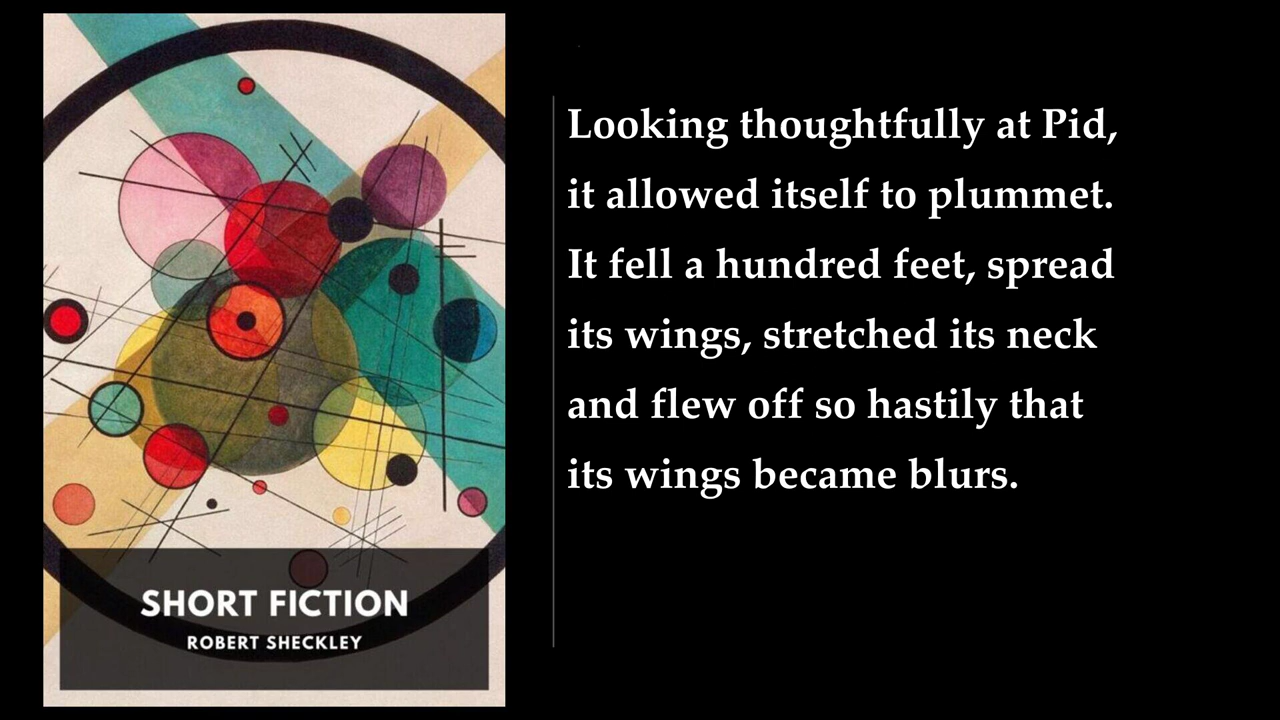 SHORT FICTION
ROBERT SHECKLEY
Looking thoughtfully at Pid,
it allowed itself to plummet.
It fell a hundred feet, spread
its wings, stretched its neck
and flew off so hastily that
its wings became blurs.